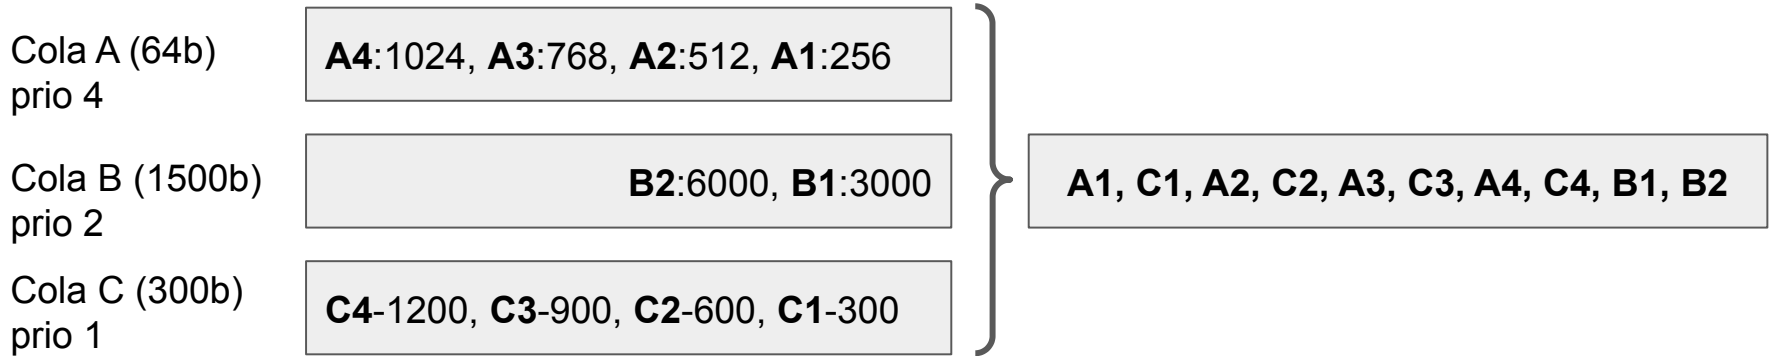 Cola A (64b)
prio 4
A4:1024, A3:768, A2:512, A1:256
Cola B (1500b)
prio 2
B2:6000, B1:3000
Cola C (300b)
prio 1
C4-1200, C3-900, C2-600, C1-300
A1, C1, A2, C2, A3, C3, A4, C4, B1, B2